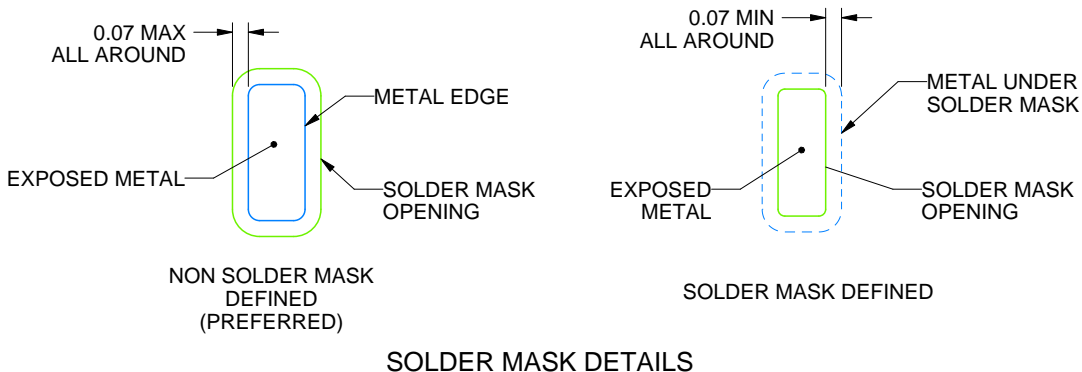 0.07 MAX
ALL AROUND
METAL EDGE
EXPOSED METAL
SOLDER MASK
OPENING
NON SOLDER MASK
DEFINED
(PREFERRED)
0.07 MIN
ALL AROUND
METAL UNDER
SOLDER MASK
EXPOSED
METAL
SOLDER MASK
OPENING
SOLDER MASK DEFINED
SOLDER MASK DETAILS